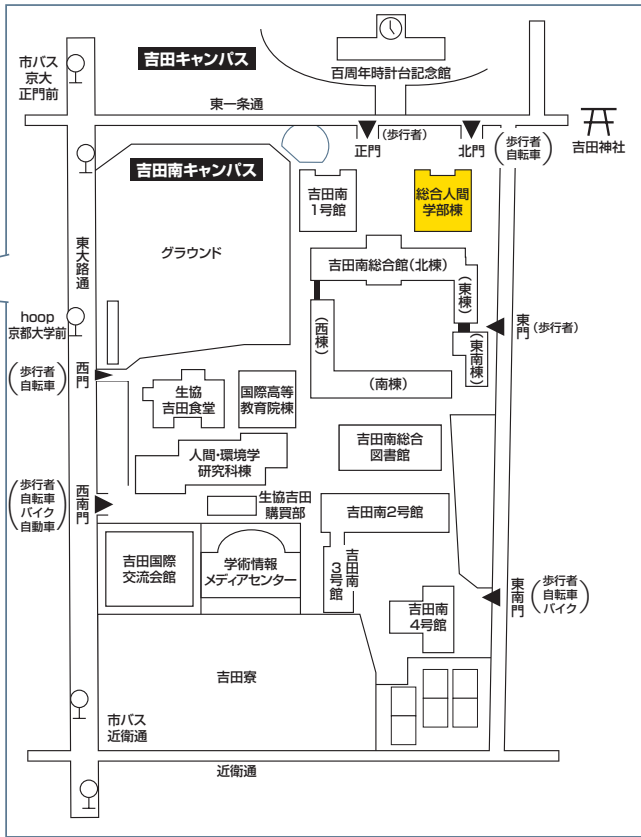 市バス
京大
正門前
吉田キャンパス
百周年時計台記念館
東一条通
(歩行者)
正門
北門
(歩行者
自転車)
吉田神社
吉田南キャンパス
吉田南
1号館
総合人間
学部棟
グラウンド
東大路通
吉田南総合館(北棟)
(東棟)
(西棟)
(東南棟)
東門
(歩行者)
hoop
京都大学前
(歩行者
自転車)
西門
(南棟)
生協
吉田食堂
国際高等
教育院棟
吉田南総合
図書館
人間・環境学
研究科棟
(歩行者
自転車
バイク
自動車)
西南門
生協吉田
購買部
吉田南2号館
吉田国際
交流会館
学術情報
メディアセンター
吉田南
3号館
東南門
(歩行者
自転車
バイク)
吉田南
4号館
吉田寮
市バス
近衛通
近衛通